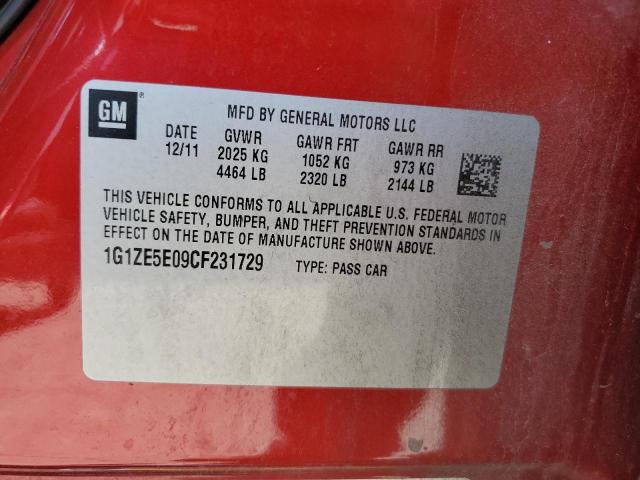 GM®
MFD BY GENERAL MOTORS LLC
DATE GVWR GAWR FRT GAWR RR
12/11 2025 KG 1052 KG 973 KG
4464 LB 2320 LB 2144 LB
THIS VEHICLE CONFORMS TO ALL APPLICABLE U.S. FEDERAL MOTOR
VEHICLE SAFETY, BUMPER, AND THEFT PREVENTION STANDARDS IN
EFFECT ON THE DATE OF MANUFACTURE SHOWN ABOVE.
1G1ZE5E09CF231729 TYPE: PASS CAR